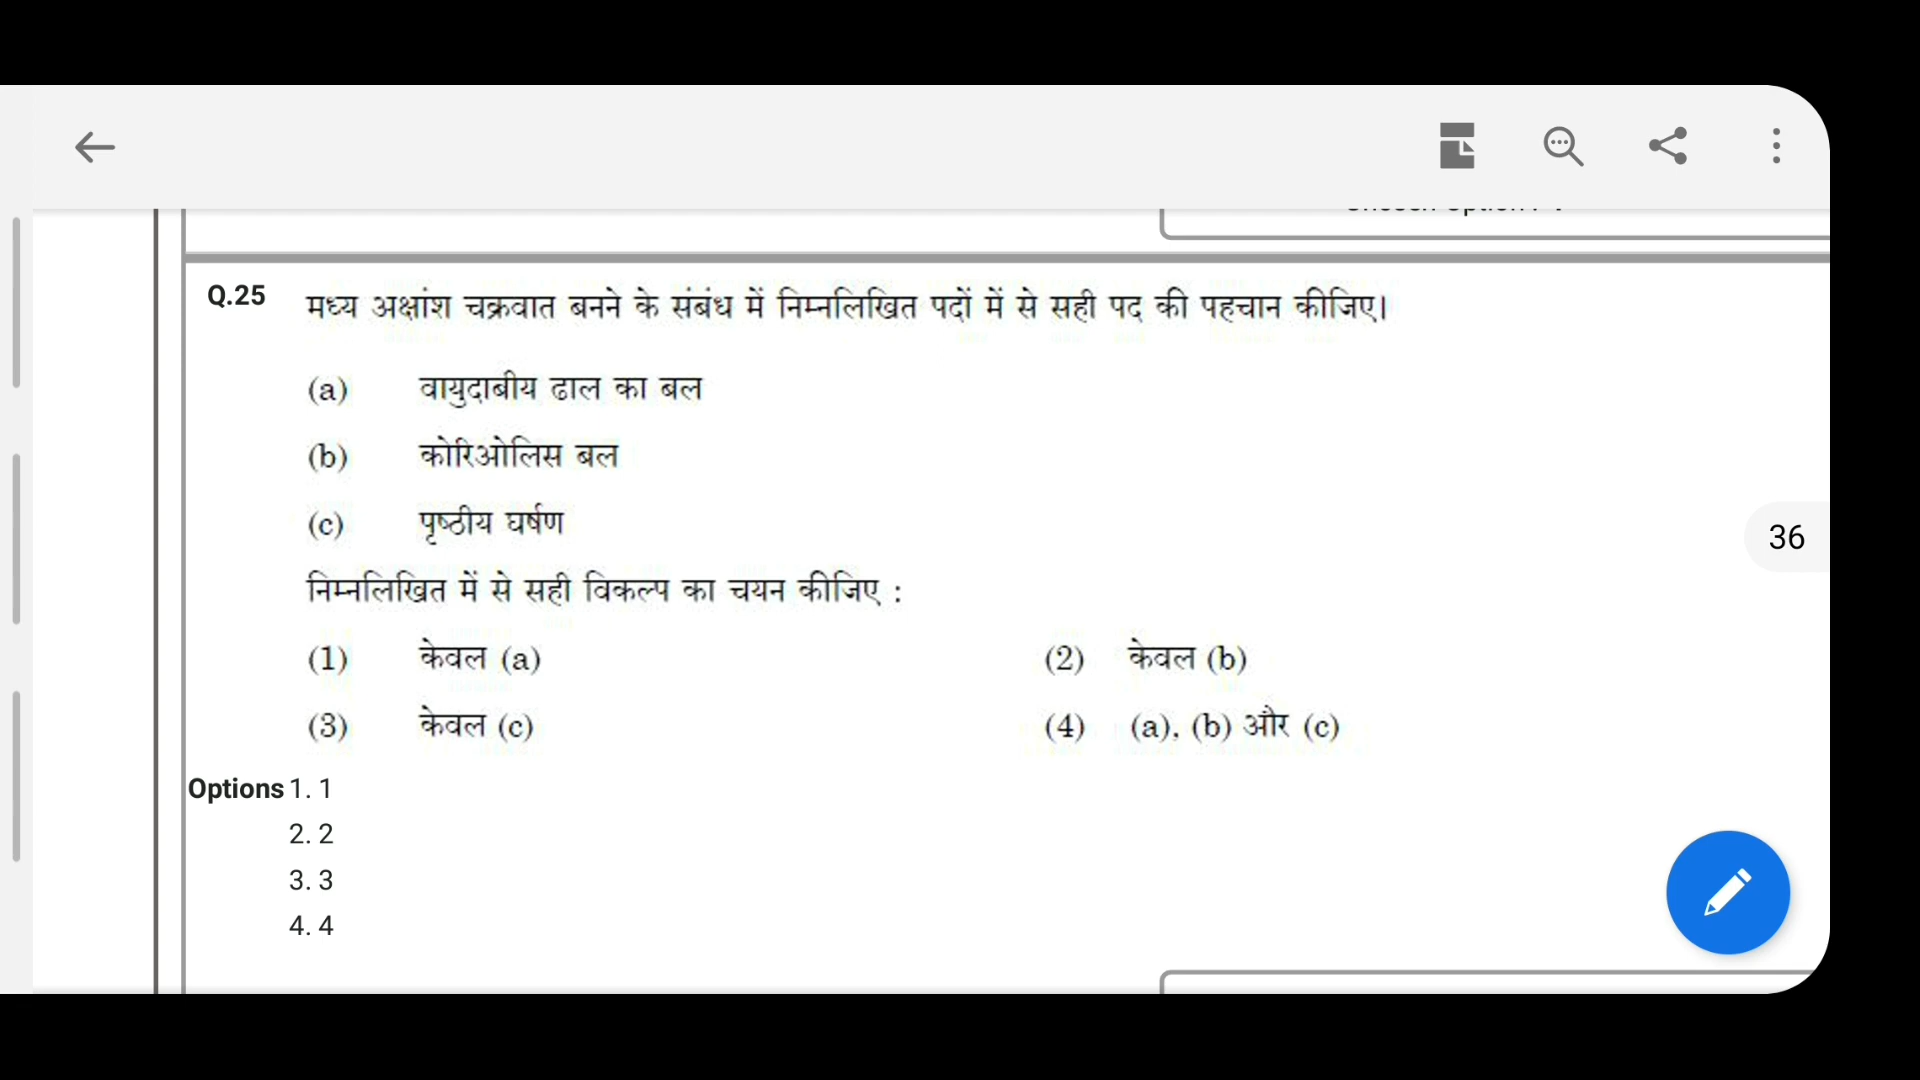 Q.25 मध्य अक्षांश चक्रवात बनने के संबंध में निम्नलिखित पदों में से सही पद की पहचान कीजिए।
(a) वायुदाबीय ढाल का बल
(b) कोरिओलिस बल
(c) पृष्ठीय घर्षण
36
निम्नलिखित में से सही विकल्प का चयन कीजिए :
(1) केवल (a) (2) केवल (b)
(3) केवल (c) (4) (a), (b) और (c)
Options 1. 1
2. 2
3. 3
4. 4